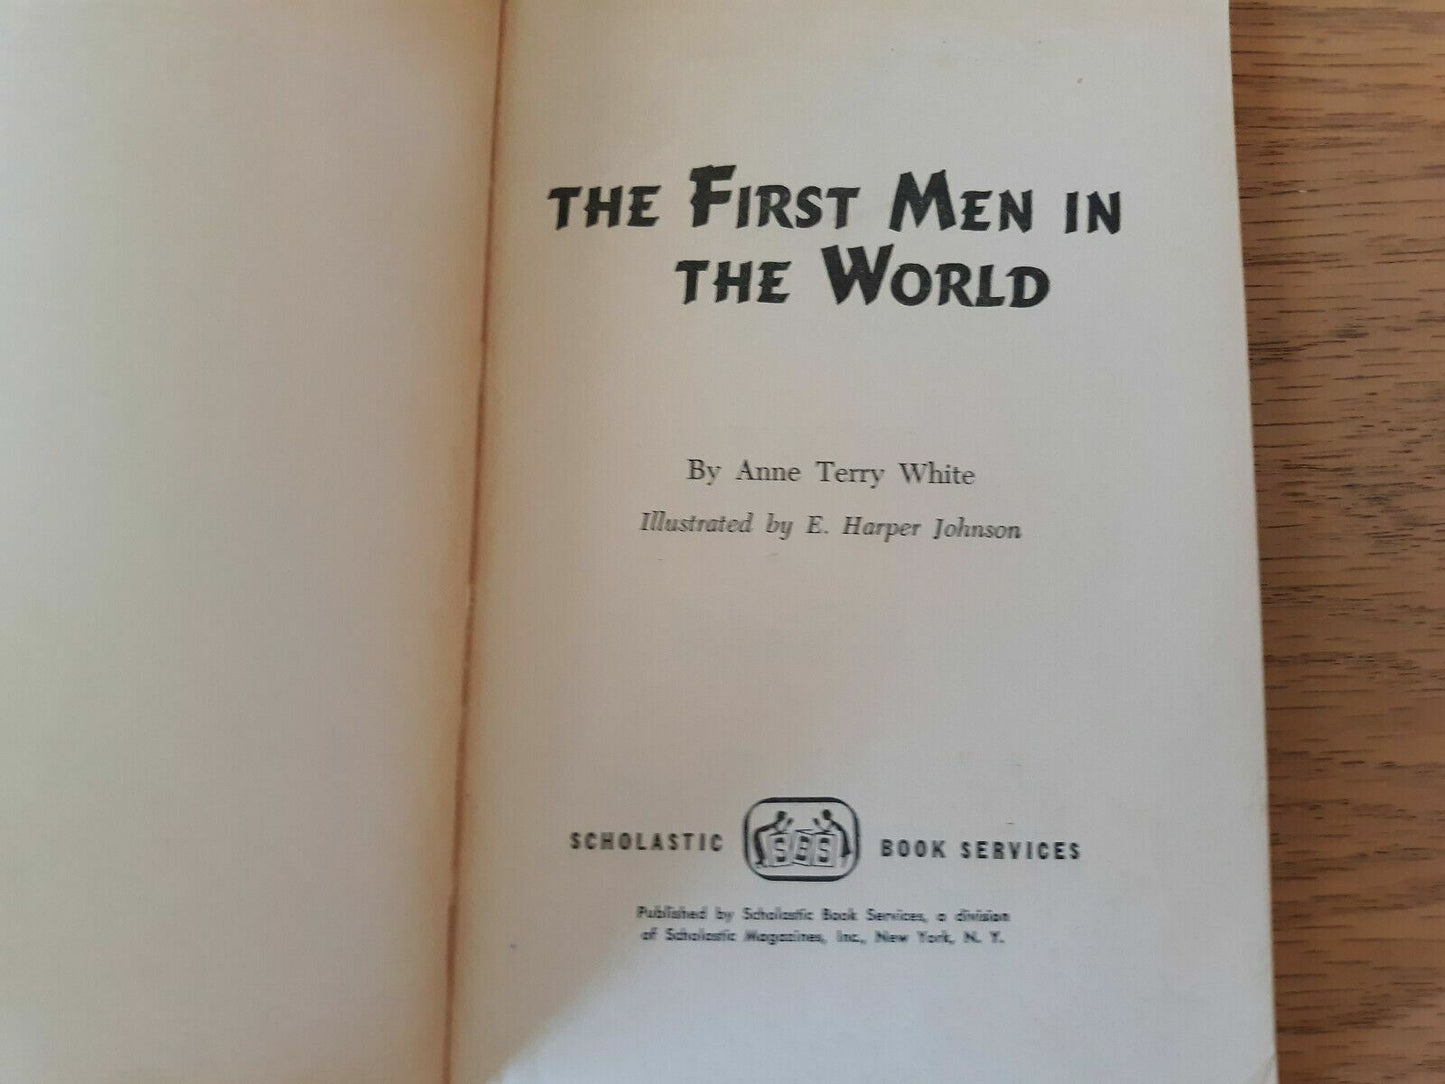 THE FIRST MEN IN
THE WORLD
By Anne Terry White
Illustrated by E. Harper Johnson
SCHOLASTIC SBS BOOK SERVICES
Published by Scholastic Book Services, a division
of Scholastic Magazines, Inc., New York, N. Y.